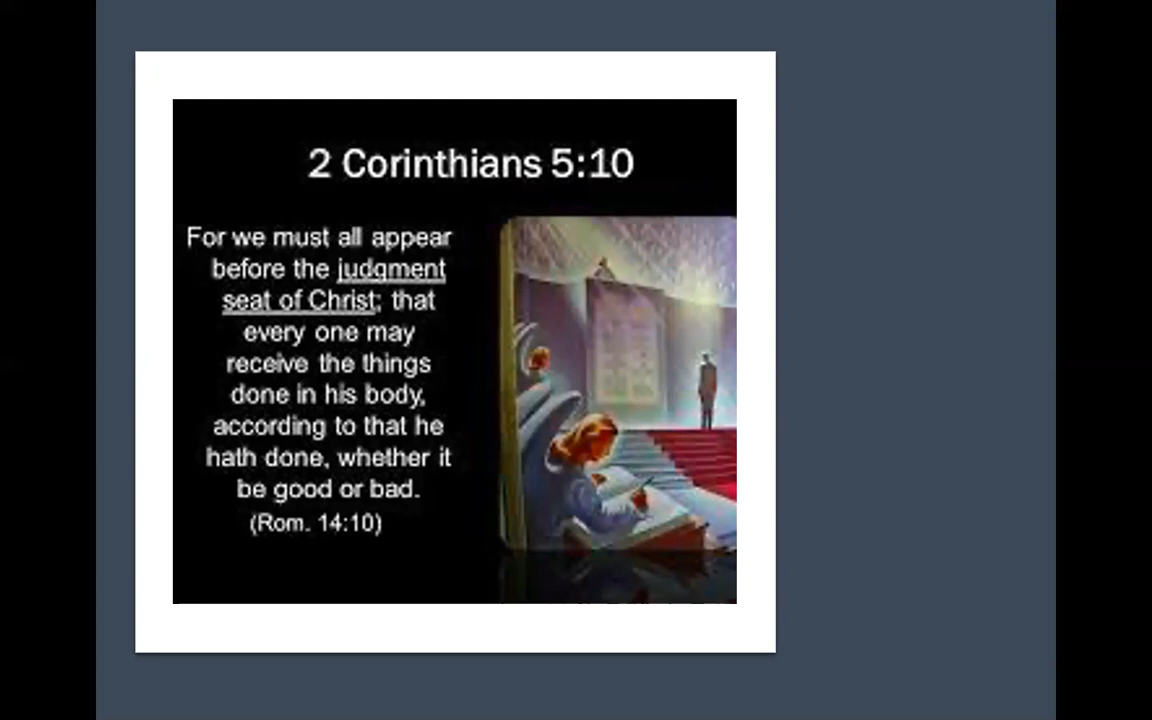 2 Corinthians 5:10
For we must all appear
before the judgment
seat of Christ; that
every one may
receive the things
done in his body,
according to that he
hath done, whether it
be good or bad.
(Rom. 14:10)